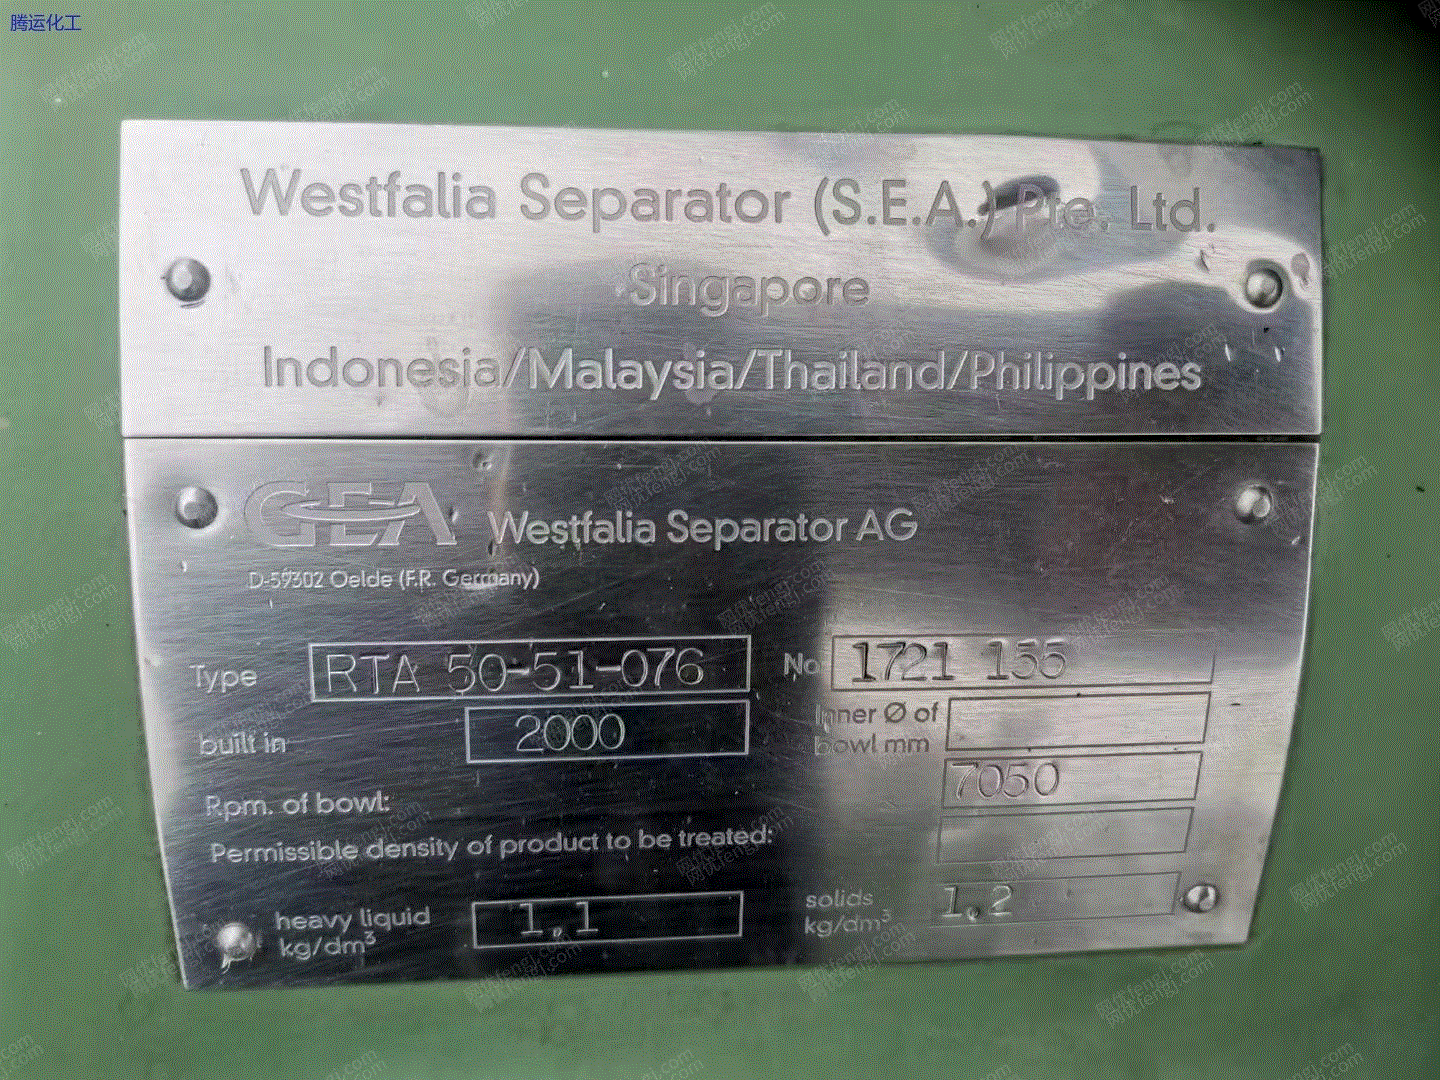 腾运化工
Westfalia Separator (S.E.A.) Pte. Ltd.
Singapore
Indonesia/Malaysia/Thailand/Philippines
GEA Westfalia Separator AG
D-59302 Oelde (F.R. Germany)
Type RTA 50-51-076 No 1721 155
built in 2000 Inner Ø of
bowl mm
Rpm. of bowl: 7050
Permissible density of product to be treated:
heavy liquid 1,1 solids 1,2
kg/dm³ kg/dm³